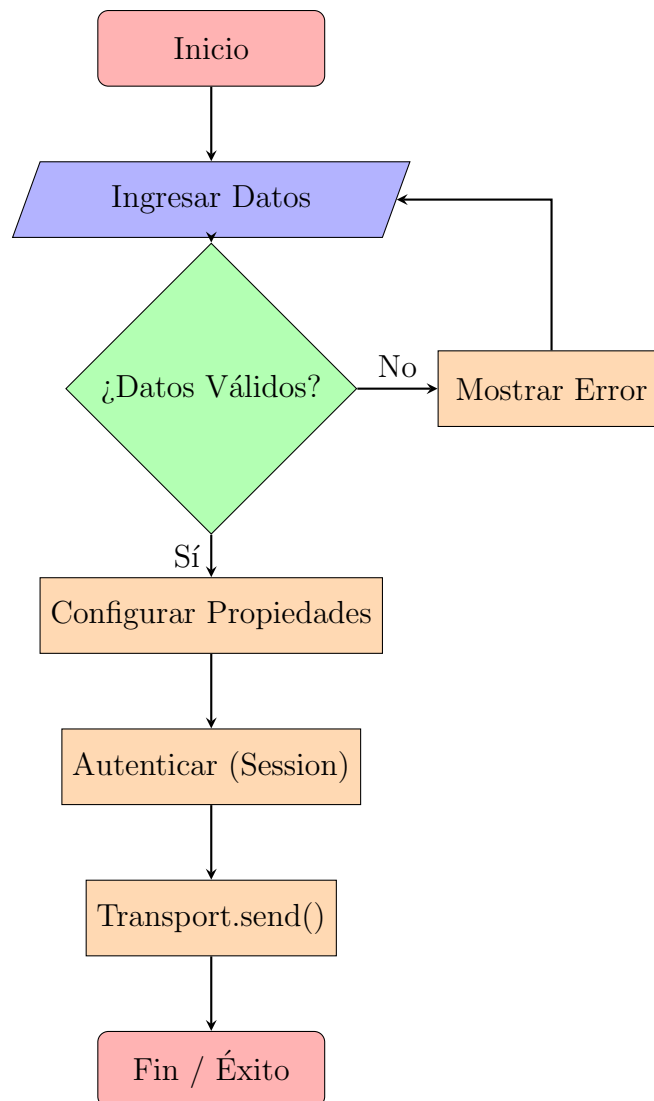 Inicio
Ingresar Datos
¿Datos Válidos?
No
Mostrar Error
Sí
Configurar Propiedades
Autenticar (Session)
Transport.send()
Fin / Éxito